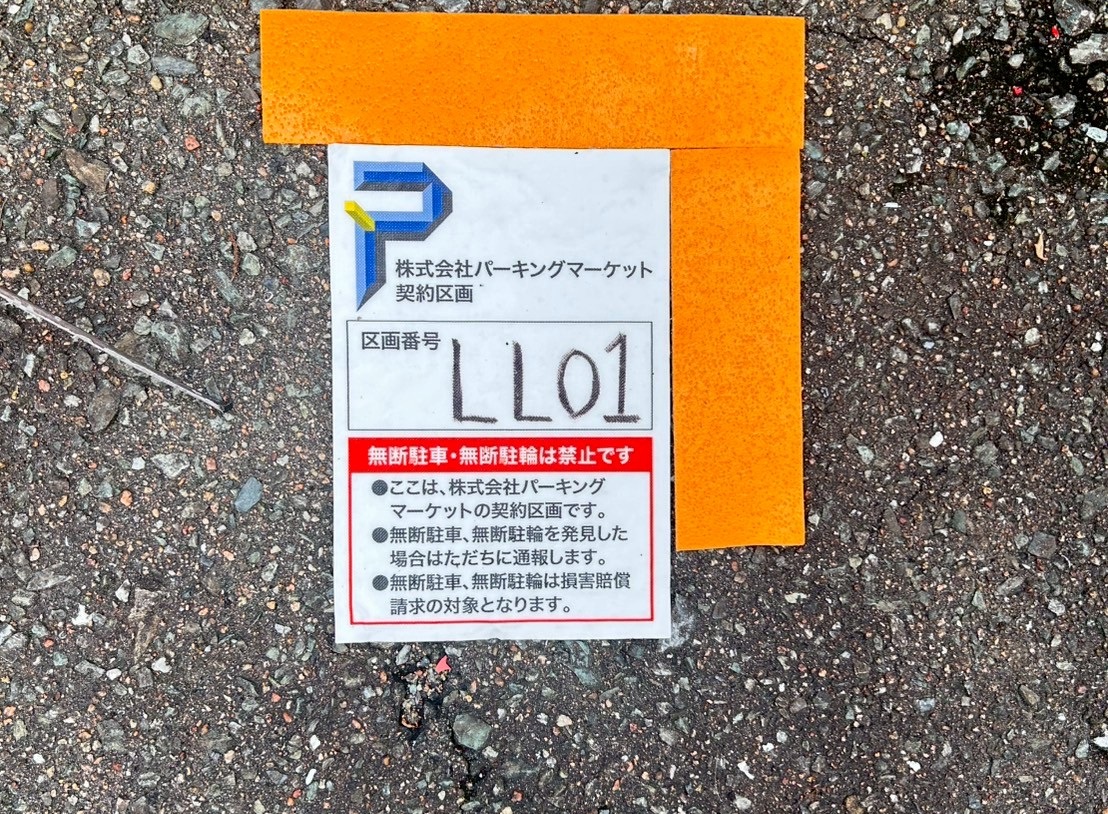 P
株式会社パーキングマーケット
契約区画
区画番号 LL01
無断駐車・無断駐輪は禁止です
●ここは、株式会社パーキング
マーケットの契約区画です。
●無断駐車、無断駐輪を発見した
場合はただちに通報します。
●無断駐車、無断駐輪は損害賠償
請求の対象となります。